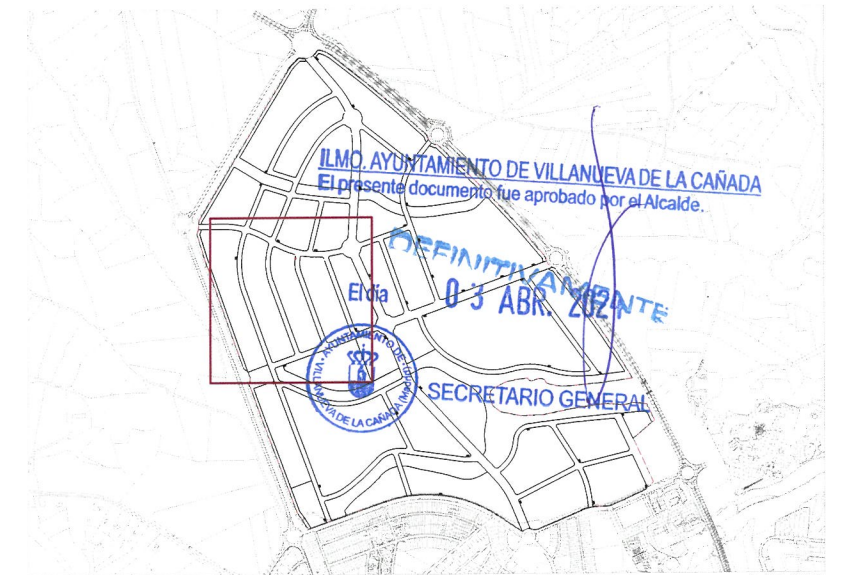 ILMO. AYUNTAMIENTO DE VILLANUEVA DE LA CAÑADA
El presente documento fue aprobado por el Alcalde.
DEFINITIVAMENTE
El día 03 ABR. 2024
SECRETARIO GENERAL
AYUNTAMIENTO DE
VILLANUEVA DE LA CAÑADA